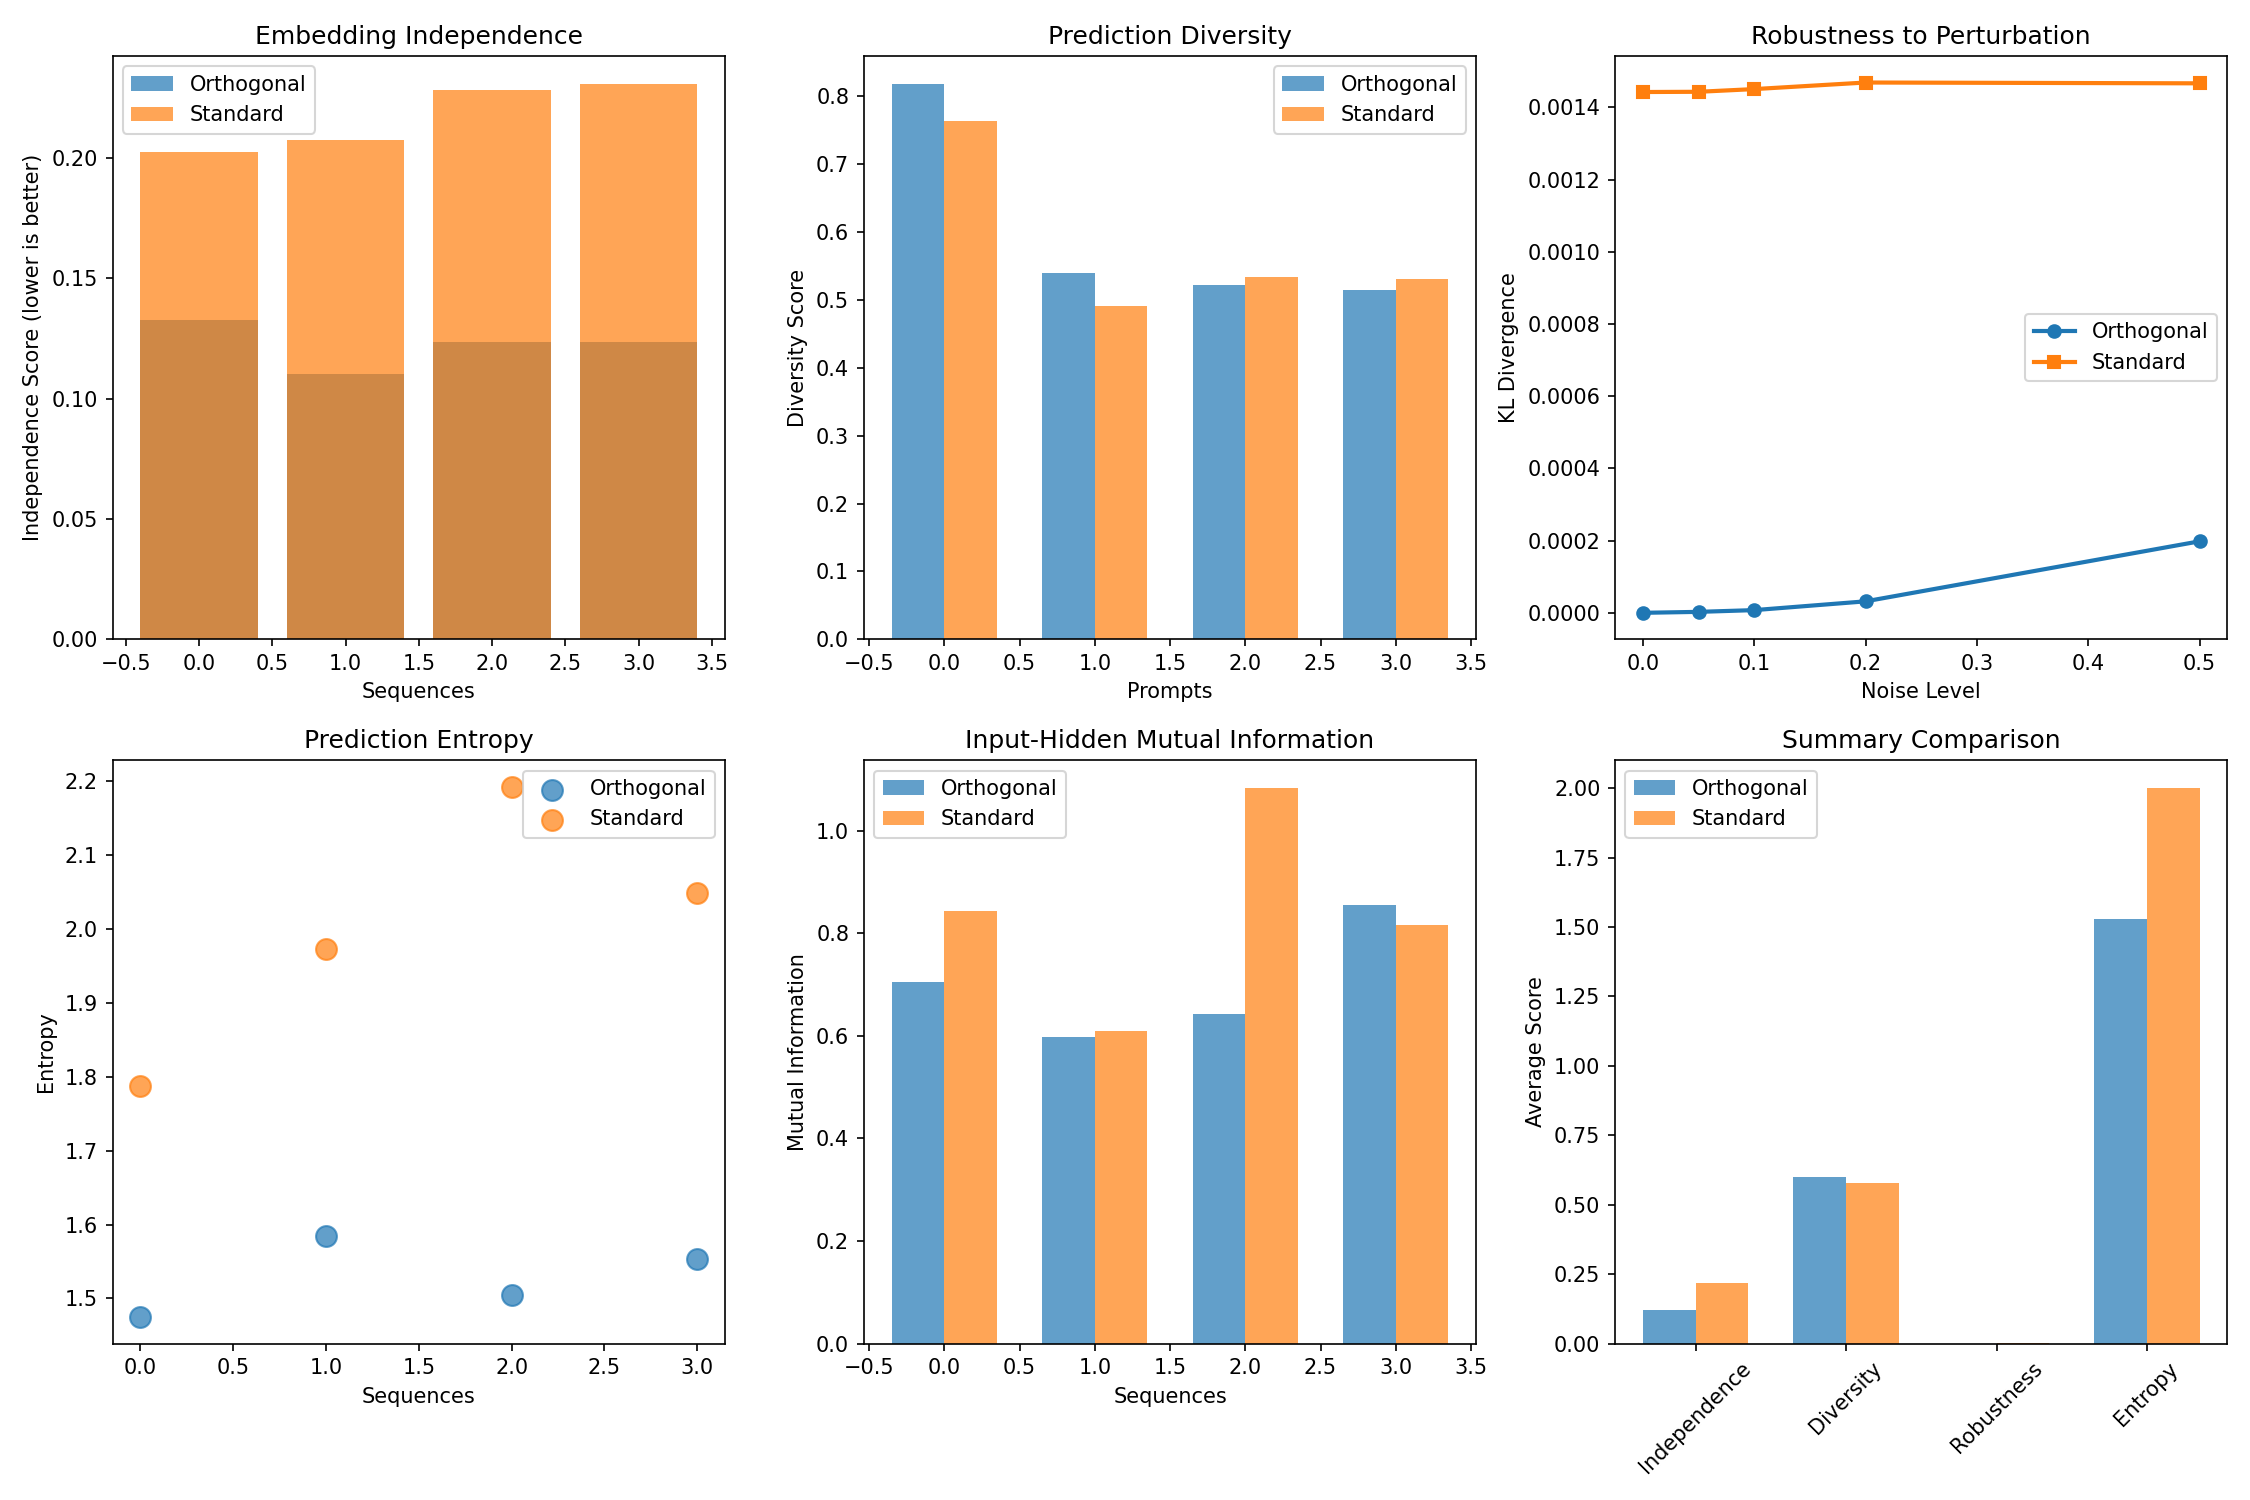 Embedding Independence
Orthogonal
Standard
Independence Score (lower is better)
0.20
0.15
0.10
0.05
0.00
−0.5 0.0 0.5 1.0 1.5 2.0 2.5 3.0 3.5
Sequences
Prediction Diversity
Orthogonal
Standard
Diversity Score
0.8
0.7
0.6
0.5
0.4
0.3
0.2
0.1
0.0
−0.5 0.0 0.5 1.0 1.5 2.0 2.5 3.0 3.5
Prompts
Robustness to Perturbation
KL Divergence
0.0014
0.0012
0.0010
0.0008
0.0006
0.0004
0.0002
0.0000
Orthogonal
Standard
0.0 0.1 0.2 0.3 0.4 0.5
Noise Level
Prediction Entropy
Orthogonal
Standard
Entropy
2.2
2.1
2.0
1.9
1.8
1.7
1.6
1.5
0.0 0.5 1.0 1.5 2.0 2.5 3.0
Sequences
Input-Hidden Mutual Information
Orthogonal
Standard
Mutual Information
1.0
0.8
0.6
0.4
0.2
0.0
−0.5 0.0 0.5 1.0 1.5 2.0 2.5 3.0 3.5
Sequences
Summary Comparison
Orthogonal
Standard
Average Score
2.00
1.75
1.50
1.25
1.00
0.75
0.50
0.25
0.00
Independence
Diversity
Robustness
Entropy